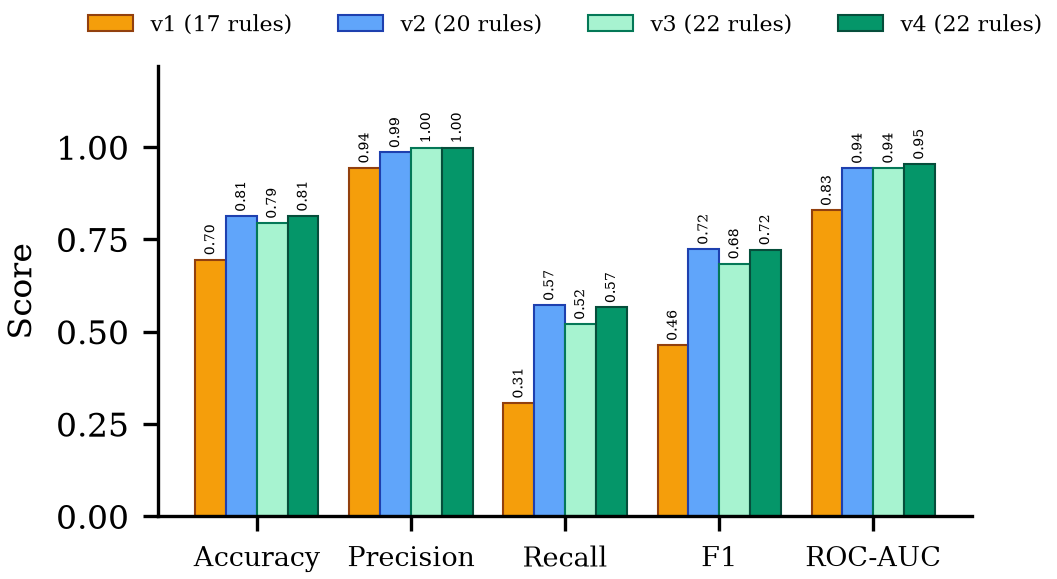 v1 (17 rules) v2 (20 rules) v3 (22 rules) v4 (22 rules)
Score
1.00
0.75
0.50
0.25
0.00
0.70 0.81 0.79 0.81
0.94 0.99 1.00 1.00
0.31 0.57 0.52 0.57
0.46 0.72 0.68 0.72
0.83 0.94 0.94 0.95
Accuracy Precision Recall F1 ROC-AUC